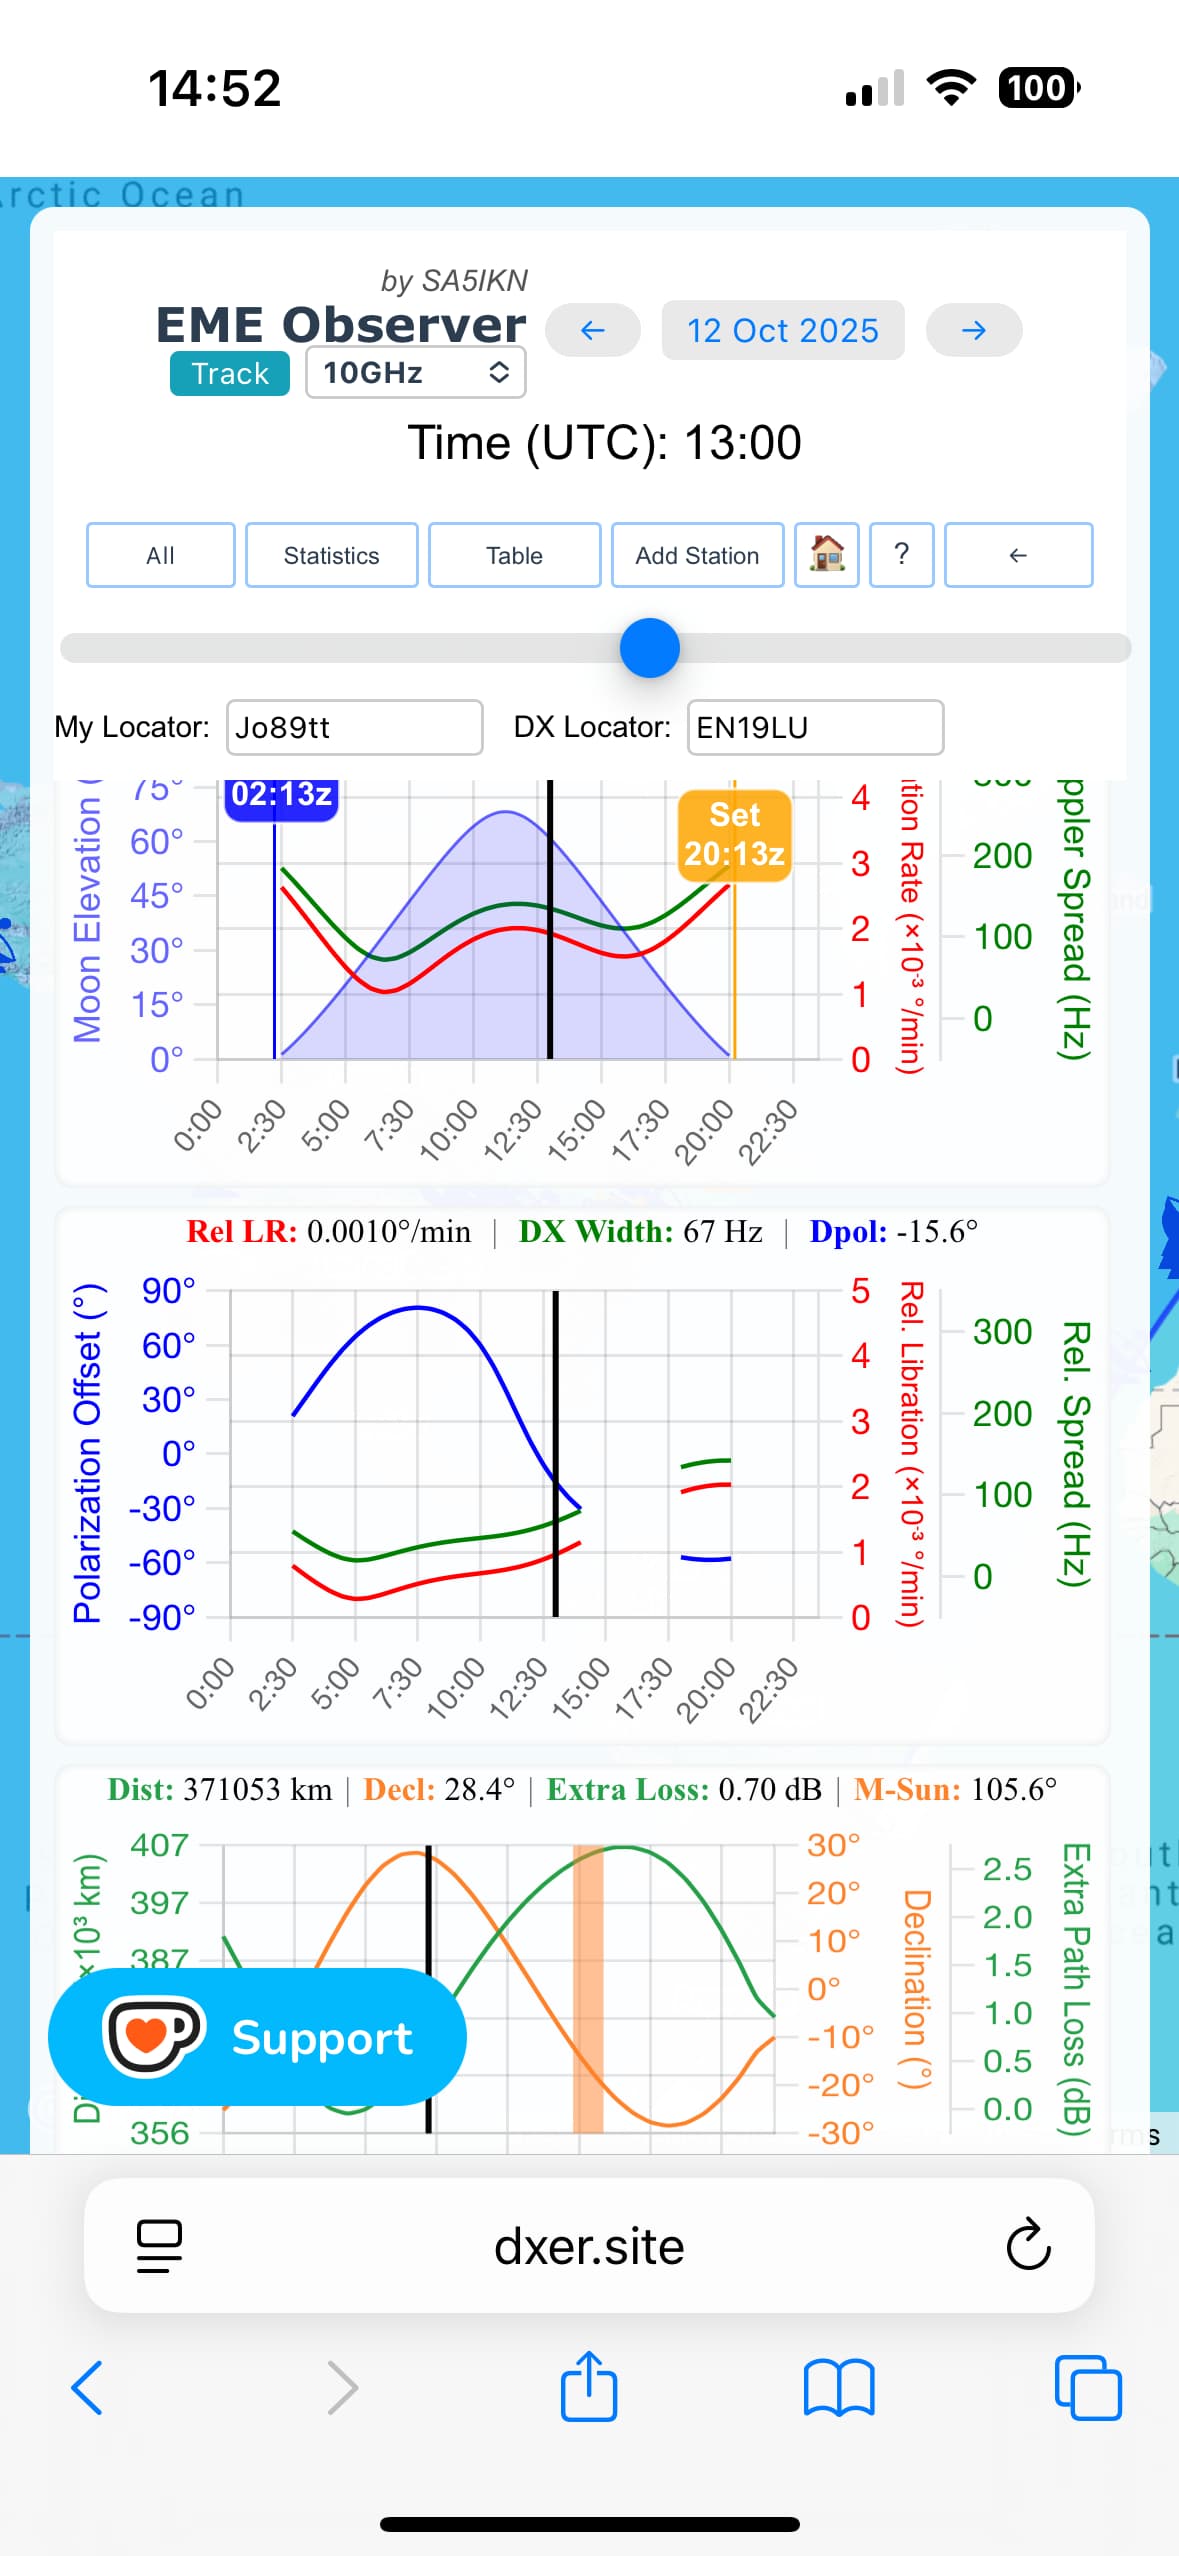 14:52
100
rctic Ocean
by SA5IKN
EME Observer
← 12 Oct 2025 →
Track 10GHz
Time (UTC): 13:00
All Statistics Table Add Station ? ←
My Locator: Jo89tt DX Locator: EN19LU
Moon Elevation (
75°
60°
45°
30°
15°
0°
02:13z
Set
20:13z
4
3
2
1
0
tion Rate (×10⁻³ °/min)
200
100
0
ppler Spread (Hz)
0:00 2:30 5:00 7:30 10:00 12:30 15:00 17:30 20:00 22:30
Rel LR: 0.0010°/min | DX Width: 67 Hz | Dpol: -15.6°
Polarization Offset (°)
90°
60°
30°
0°
-30°
-60°
-90°
5
4
3
2
1
0
Rel. Libration (×10⁻³ °/min)
300
200
100
0
Rel. Spread (Hz)
0:00 2:30 5:00 7:30 10:00 12:30 15:00 17:30 20:00 22:30
Dist: 371053 km | Decl: 28.4° | Extra Loss: 0.70 dB | M-Sun: 105.6°
×10³ km)
407
397
387
356
30°
20°
10°
0°
-10°
-20°
-30°
Declination (°)
2.5
2.0
1.5
1.0
0.5
0.0
Extra Path Loss (dB)
Support
dxer.site